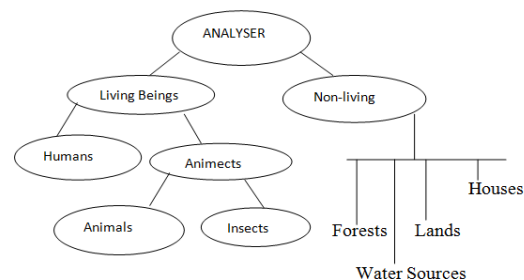 ANALYSER
Living Beings
Non-living
Humans
Animects
Houses
Animals
Insects
Forests
Lands
Water Sources